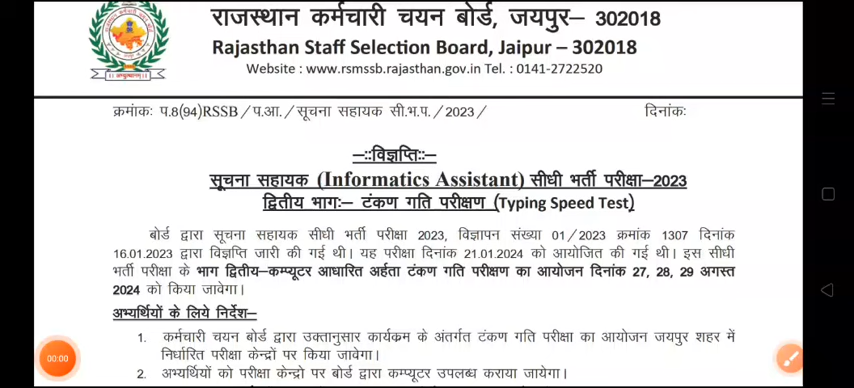 राजस्थान कर्मचारी चयन बोर्ड, जयपुर– 302018
Rajasthan Staff Selection Board, Jaipur – 302018
Website : www.rsmssb.rajasthan.gov.in Tel. : 0141-2722520
क्रमांकः प.8(94)RSSB/प.आ./सूचना सहायक सी.भ.प./2023/ दिनांकः
–::विज्ञप्तिः:–
सूचना सहायक (Informatics Assistant) सीधी भर्ती परीक्षा–2023
द्वितीय भागः– टंकण गति परीक्षण (Typing Speed Test)
बोर्ड द्वारा सूचना सहायक सीधी भर्ती परीक्षा 2023, विज्ञापन संख्या 01/2023 क्रमांक 1307 दिनांक
16.01.2023 द्वारा विज्ञप्ति जारी की गई थी। यह परीक्षा दिनांक 21.01.2024 को आयोजित की गई थी। इस सीधी
भर्ती परीक्षा के भाग द्वितीय–कम्प्यूटर आधारित अर्हता टंकण गति परीक्षण का आयोजन दिनांक 27, 28, 29 अगस्त
2024 को किया जावेगा।
अभ्यर्थियों के लिये निर्देश–
1. कर्मचारी चयन बोर्ड द्वारा उक्तानुसार कार्यक्रम के अंतर्गत टंकण गति परीक्षा का आयोजन जयपुर शहर में
निर्धारित परीक्षा केन्द्रों पर किया जावेगा।
2. अभ्यर्थियों को परीक्षा केन्द्रो पर बोर्ड द्वारा कम्प्यूटर उपलब्ध कराया जायेगा।
00:00